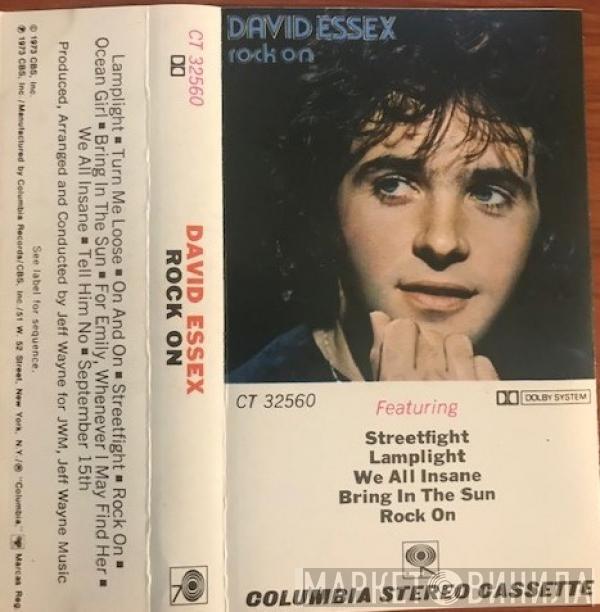 DAVID ESSEX
rock on
CT 32560
Featuring
DOLBY SYSTEM
Streetfight
Lamplight
We All Insane
Bring In The Sun
Rock On
COLUMBIA STEREO CASSETTE
CT 32560
DAVID ESSEX
ROCK ON
7
Lamplight ■ Turn Me Loose ■ On And On ■ Streetfight ■ Rock On ■
Ocean Girl ■ Bring In The Sun ■ For Emily, Whenever I May Find Her ■
We All Insane ■ Tell Him No ■ September 15th
Produced, Arranged and Conducted by Jeff Wayne for JWM, Jeff Wayne Music
See label for sequence.
© 1973 CBS, Inc.
℗ 1973 CBS, Inc./Manufactured by Columbia Records/CBS, Inc./51 W. 52 Street, New York, N.Y./® "Columbia," Marcas Reg.
МАРКЕТ ВИНИЛА